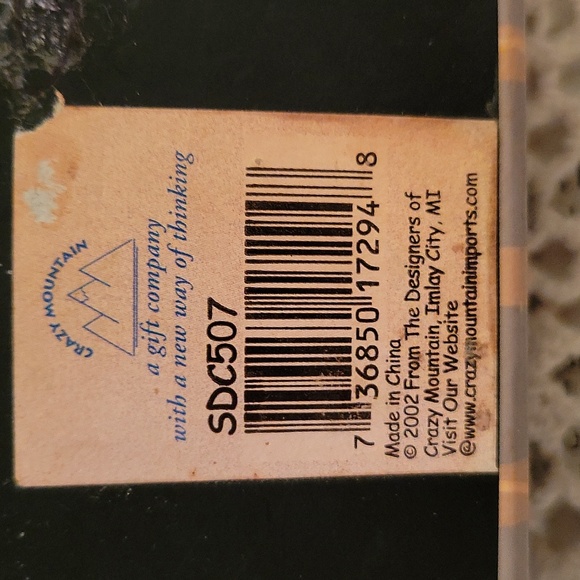 CRAZY MOUNTAIN
a gift company
with a new way of thinking
SDC507
7 36850 17294 8
Made in China
© 2002 From The Designers of
Crazy Mountain, Imlay City, MI
Visit Our Website
@www.crazymountainimports.com